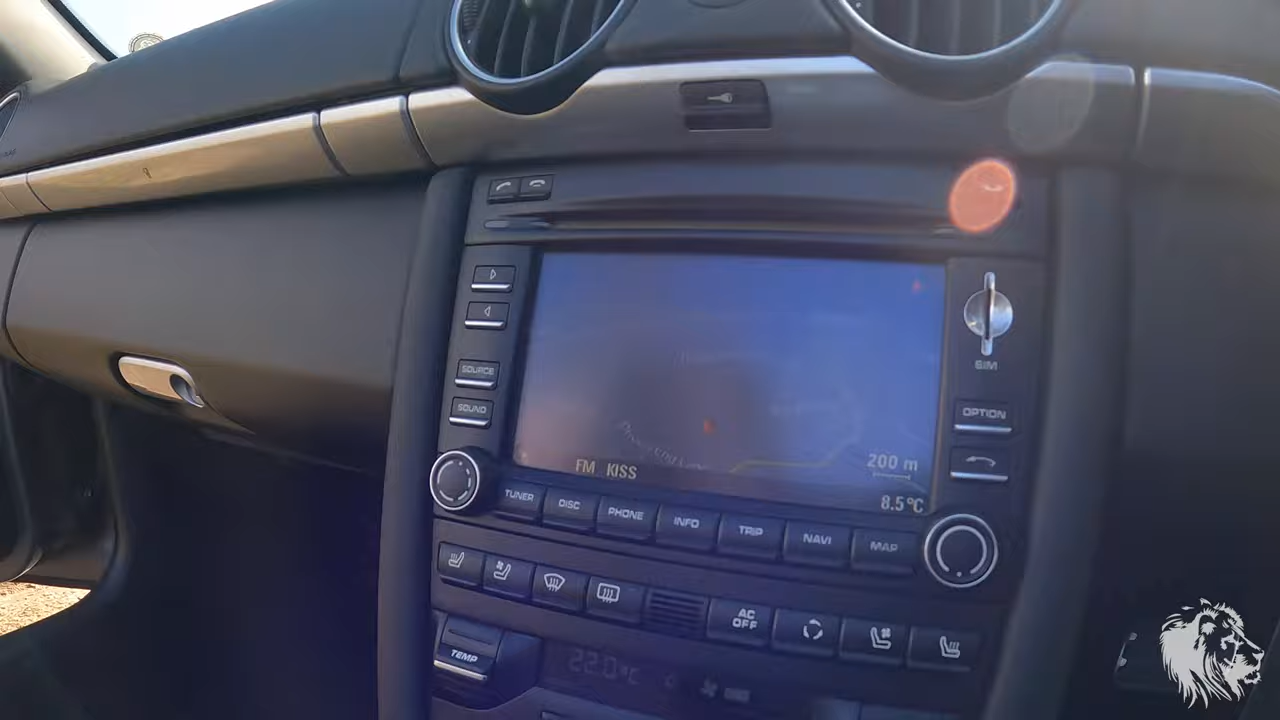 SOURCE
SOUND
SIM
OPTION
200 m
FM KISS
8.5°C
TUNER
DISC
PHONE
INFO
TRIP
NAVI
MAP
AC
OFF
TEMP
22.0°C